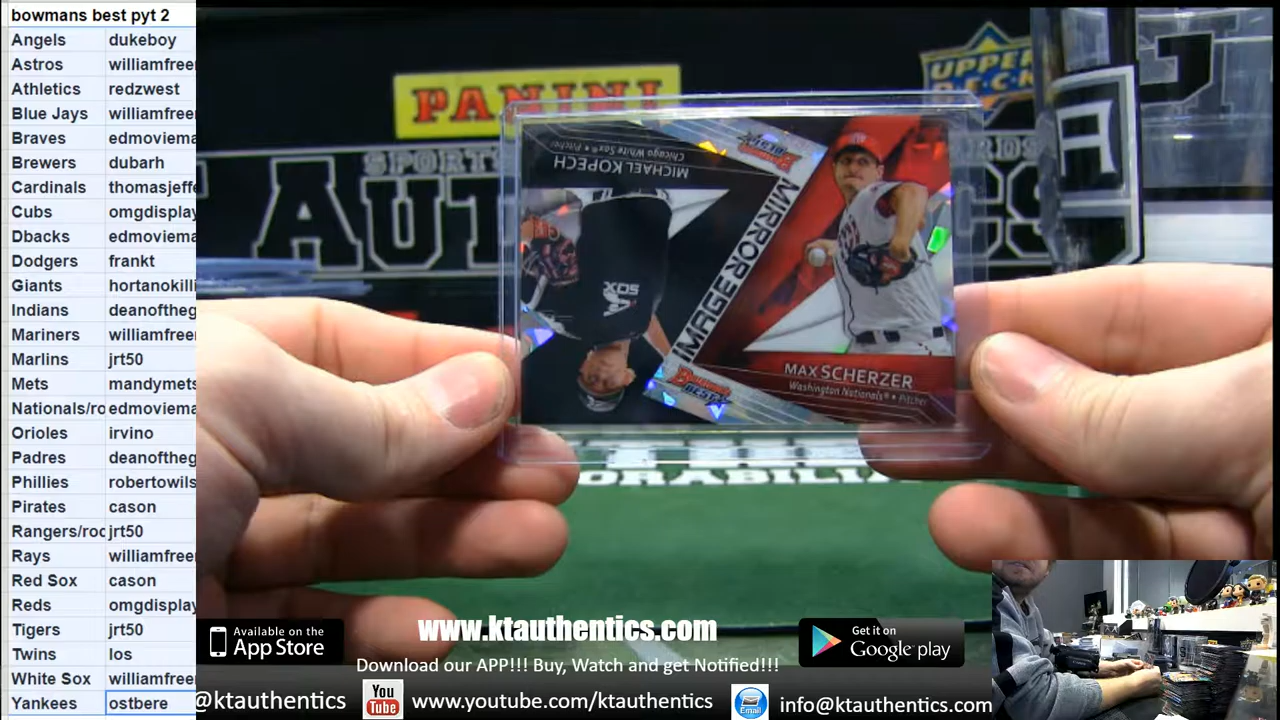 bowmans best pyt 2
Angels dukeboy
Astros williamfree
Athletics redzwest
Blue Jays williamfree
Braves edmoviema
Brewers dubarh
Cardinals thomasjeffe
Cubs omgdisplay
Dbacks edmoviema
Dodgers frankt
Giants hortanokilli
Indians deanoftheg
Mariners williamfree
Marlins jrt50
Mets mandymets
Nationals/ro edmoviema
Orioles irvino
Padres deanoftheg
Phillies robertowils
Pirates cason
Rangers/roc jrt50
Rays williamfree
Red Sox cason
Reds omgdisplay
Tigers jrt50
Twins los
White Sox williamfree
Yankees ostbere
PANINI
UPPER
DECK
SPORTS
AUT
CS
MICHAEL KOPECH
Chicago White Sox • Pitcher
Bowman's
BEST
SOX
MIRROR IMAGE
Bowman's
BEST
MAX SCHERZER
Washington Nationals® • Pitcher
ORABILIA
www.ktauthentics.com
Download our APP!!! Buy, Watch and get Notified!!!
Available on the
App Store
Get it on
Google play
@ktauthentics
You
Tube
www.youtube.com/ktauthentics
Email
info@ktauthentics.com